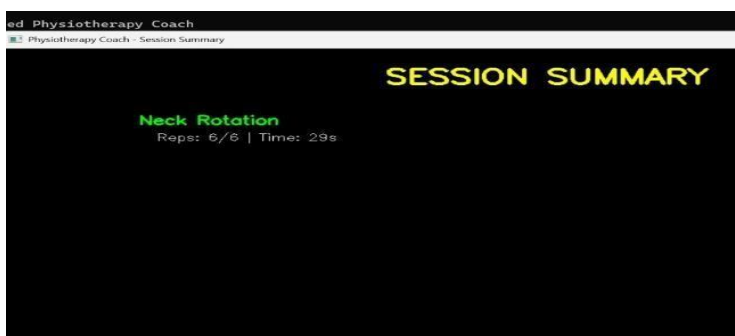 ed Physiotherapy Coach
Physiotherapy Coach - Session Summary
SESSION SUMMARY
Neck Rotation
Reps: 6/6 | Time: 29s